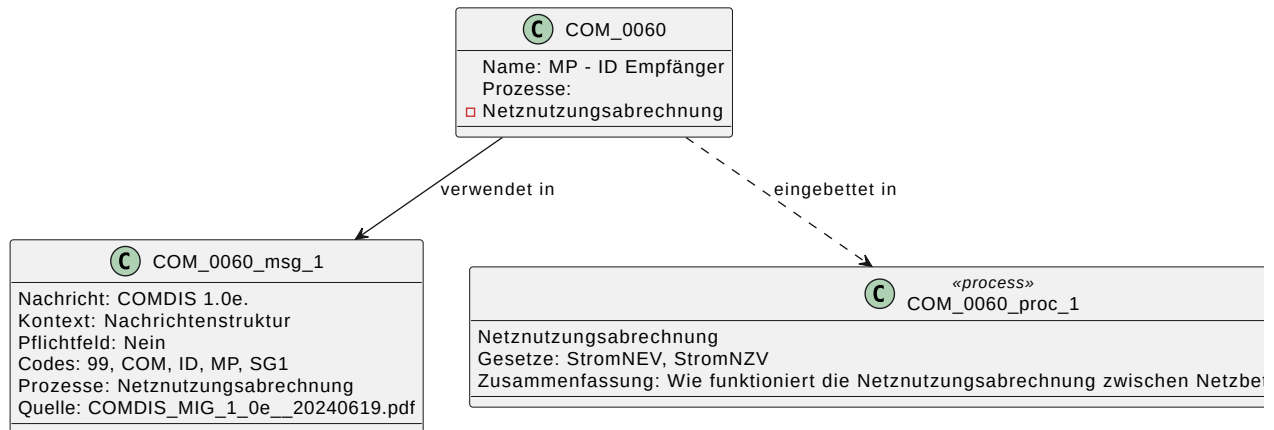 C COM_0060
Name: MP - ID Empfänger
Prozesse:
Netznutzungsabrechnung
verwendet in
eingebettet in
C COM_0060_msg_1
Nachricht: COMDIS 1.0e.
Kontext: Nachrichtenstruktur
Pflichtfeld: Nein
Codes: 99, COM, ID, MP, SG1
Prozesse: Netznutzungsabrechnung
Quelle: COMDIS_MIG_1_0e__20240619.pdf
C «process»
COM_0060_proc_1
Netznutzungsabrechnung
Gesetze: StromNEV, StromNZV
Zusammenfassung: Wie funktioniert die Netznutzungsabrechnung zwischen